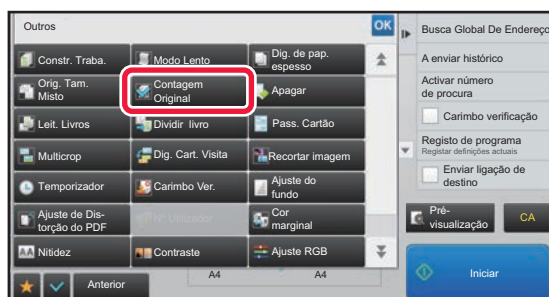 Outros
OK
Constr. Traba.
Modo Lento
Dig. de pap.
espesso
Orig. Tam.
Misto
Contagem
Original
Apagar
Leit. Livros
Dividir livro
Pass. Cartão
Multicrop
Dig. Cart. Visita
Recortar imagem
Temporizador
Carimbo Ver.
Ajuste do
fundo
Ajuste de Dis-
torção do PDF
Nº Utilizador
Cor
marginal
AA Nitidez
Contraste
Ajuste RGB
Anterior
A4
A4
Busca Global De Endereço
A enviar histórico
Activar número
de procura
Carimbo verificação
Registo de programa
Registar definições actuais
Enviar ligação de
destino
Pré-
visualização
CA
Iniciar